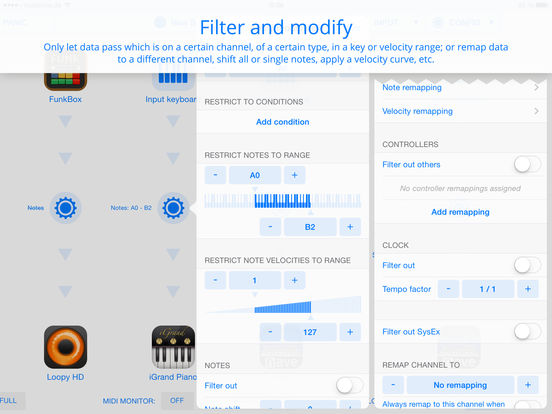 PANIC
INPUT
CONFIG
Filter and modify
Only let data pass which is on a certain channel, of a certain type, in a key or velocity range; or remap data
to a different channel, shift all or single notes, apply a velocity curve, etc.
FunkBox
Input keyboar
Notes
Notes: A0 - B2
Loopy HD
iGrand Piano
FULL
MIDI MONITOR:
OFF
RESTRICT TO CONDITIONS
Add condition
RESTRICT NOTES TO RANGE
- A0 +
- B2 +
RESTRICT NOTE VELOCITIES TO RANGE
- 1 +
- 127 +
NOTES
Filter out
Note shift
Note remapping
Velocity remapping
CONTROLLERS
Filter out others
No controller remappings assigned
Add remapping
CLOCK
Filter out
Tempo factor - 1 / 1 +
Filter out SysEx
REMAP CHANNEL TO
- No remapping +
Always remap to this channel when